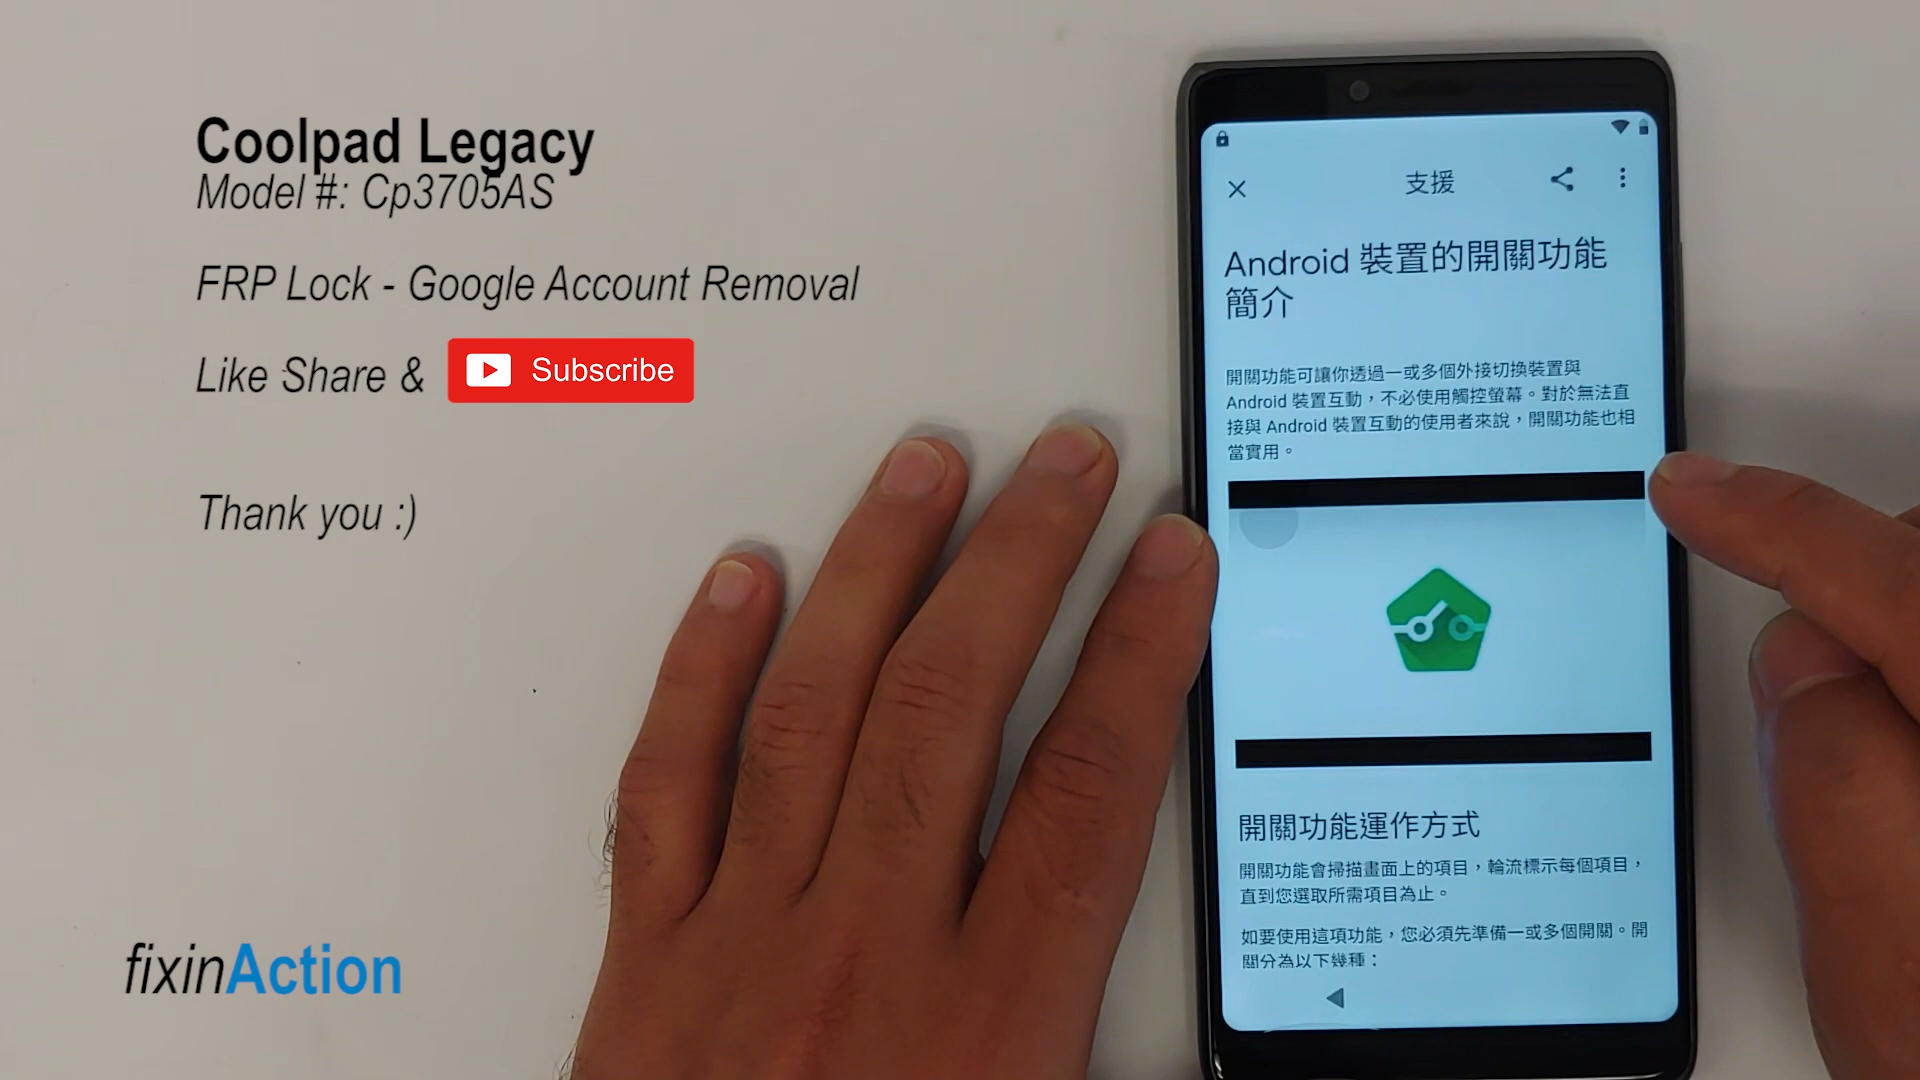 Coolpad Legacy
Model #: Cp3705AS
FRP Lock - Google Account Removal
Like Share &
Subscribe
Thank you :)
fixinAction
支援
Android 裝置的開關功能
簡介
開關功能可讓你透過一或多個外接切換裝置與
Android 裝置互動，不必使用觸控螢幕。對於無法直
接與 Android 裝置互動的使用者來說，開關功能也相
當實用。
開關功能運作方式
開關功能會掃描畫面上的項目，輪流標示每個項目，
直到您選取所需項目為止。
如要使用這項功能，您必須先準備一或多個開關。開
關分為以下幾種：